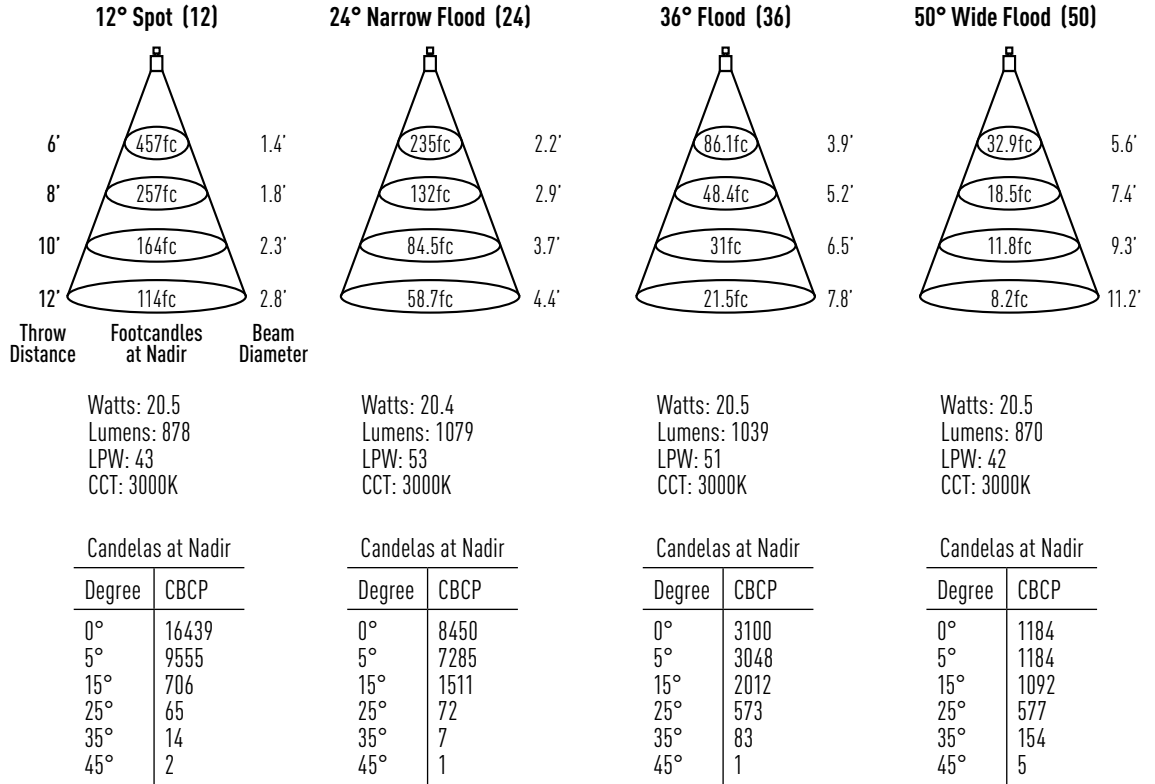 12° Spot (12)
24° Narrow Flood (24)
36° Flood (36)
50° Wide Flood (50)
6’ 457fc 1.4’ 235fc 2.2’ 86.1fc 3.9’ 32.9fc 5.6’
8’ 257fc 1.8’ 132fc 2.9’ 48.4fc 5.2’ 18.5fc 7.4’
10’ 164fc 2.3’ 84.5fc 3.7’ 31fc 6.5’ 11.8fc 9.3’
12’ 114fc 2.8’ 58.7fc 4.4’ 21.5fc 7.8’ 8.2fc 11.2’
Throw Footcandles Beam
Distance at Nadir Diameter
Watts: 20.5
Lumens: 878
LPW: 43
CCT: 3000K
Watts: 20.4
Lumens: 1079
LPW: 53
CCT: 3000K
Watts: 20.5
Lumens: 1039
LPW: 51
CCT: 3000K
Watts: 20.5
Lumens: 870
LPW: 42
CCT: 3000K
Candelas at Nadir
Degree CBCP
0° 16439
5° 9555
15° 706
25° 65
35° 14
45° 2
Candelas at Nadir
Degree CBCP
0° 8450
5° 7285
15° 1511
25° 72
35° 7
45° 1
Candelas at Nadir
Degree CBCP
0° 3100
5° 3048
15° 2012
25° 573
35° 83
45° 1
Candelas at Nadir
Degree CBCP
0° 1184
5° 1184
15° 1092
25° 577
35° 154
45° 5